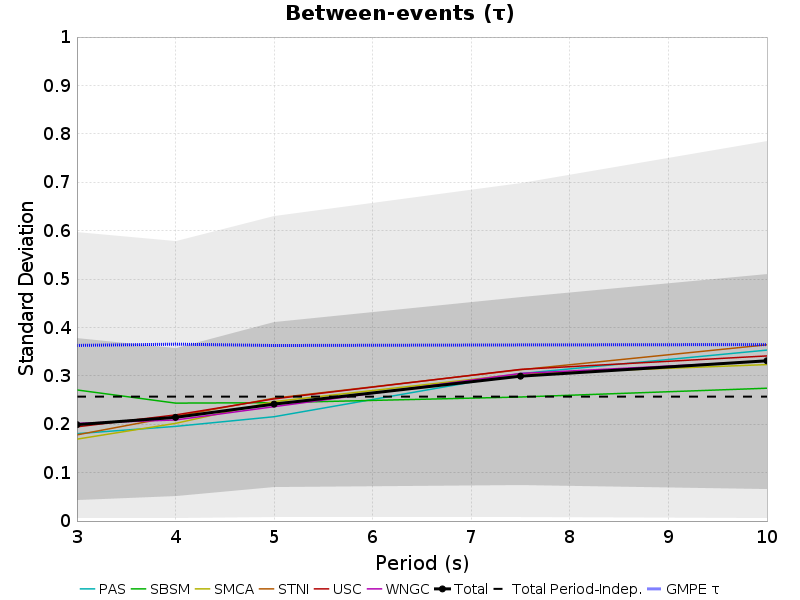 Between-events (τ)
1
0.9
0.8
0.7
0.6
0.5
0.4
0.3
0.2
0.1
0
Standard Deviation
3 4 5 6 7 8 9 10
Period (s)
PAS SBSM SMCA STNI USC WNGC Total Total Period-Indep. GMPE τ